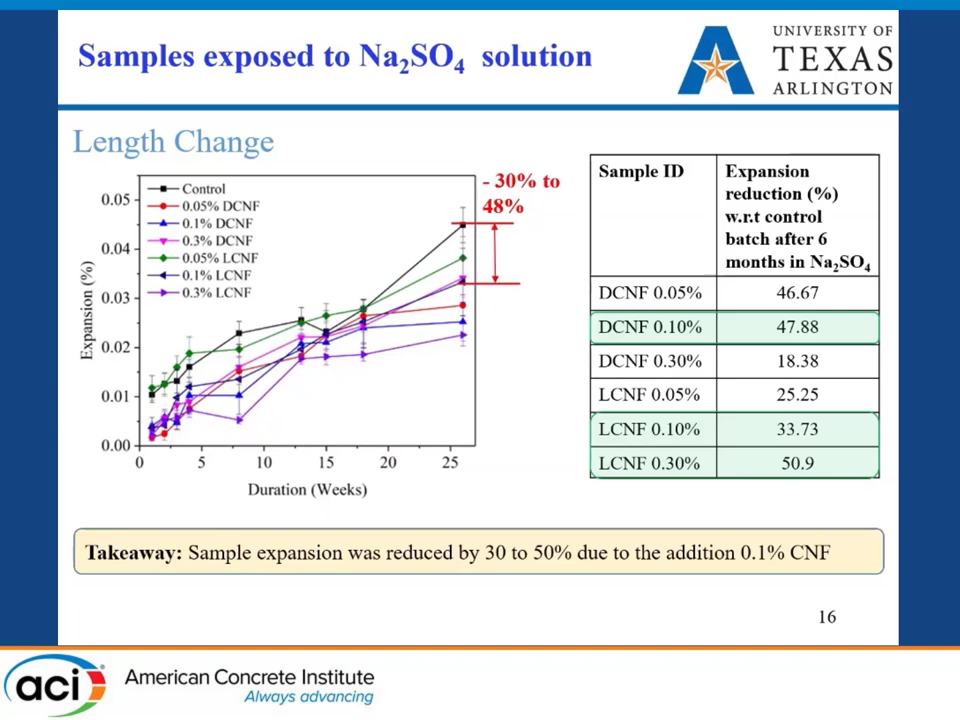 Samples exposed to Na₂SO₄ solution
UNIVERSITY OF
TEXAS
ARLINGTON
Length Change
Expansion (%)
0.05
0.04
0.03
0.02
0.01
0.00
Control
0.05% DCNF
0.1% DCNF
0.3% DCNF
0.05% LCNF
0.1% LCNF
0.3% LCNF
0 5 10 15 20 25
Duration (Weeks)
- 30% to
48%
Sample ID
Expansion
reduction (%)
w.r.t control
batch after 6
months in Na₂SO₄
DCNF 0.05% 46.67
DCNF 0.10% 47.88
DCNF 0.30% 18.38
LCNF 0.05% 25.25
LCNF 0.10% 33.73
LCNF 0.30% 50.9
Takeaway: Sample expansion was reduced by 30 to 50% due to the addition 0.1% CNF
16
aci
American Concrete Institute
Always advancing